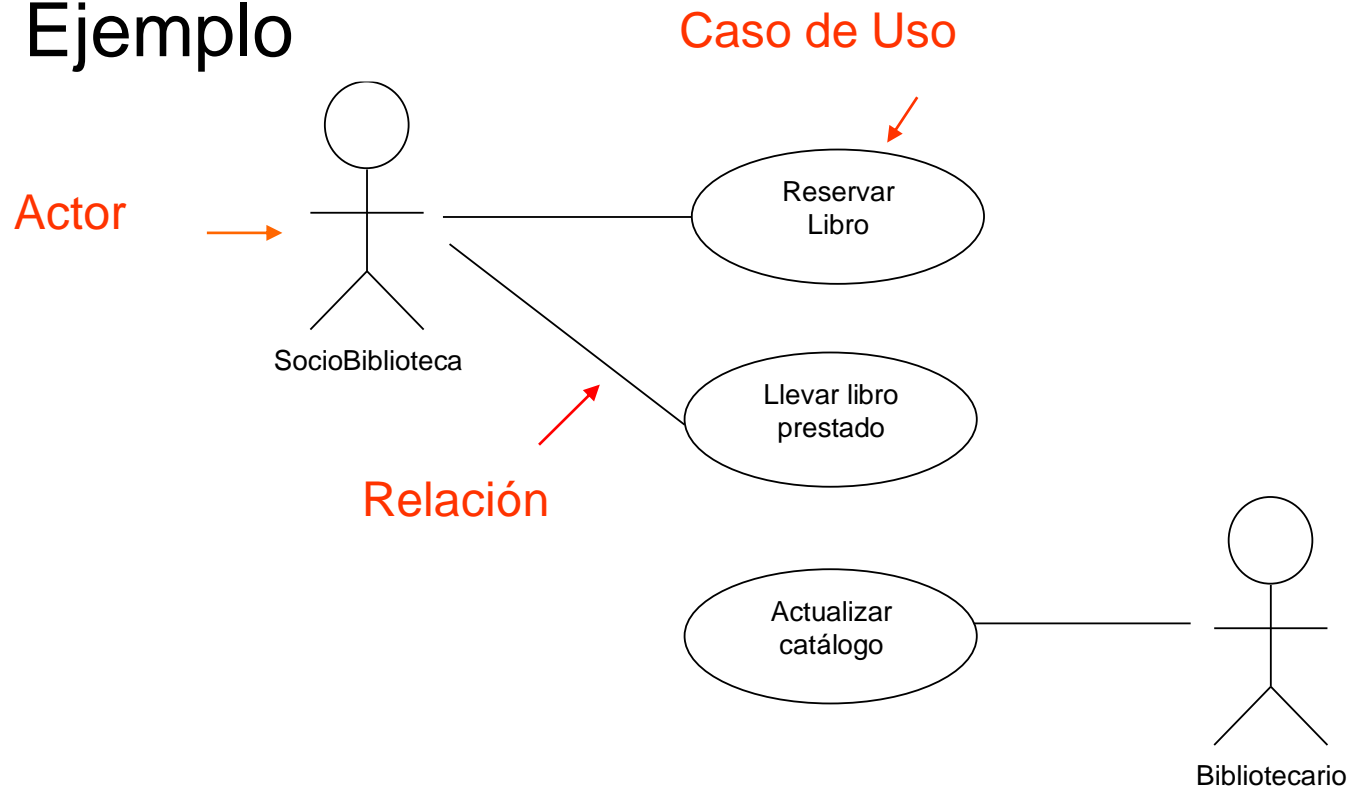 Ejemplo
Caso de Uso
Actor
Reservar
Libro
SocioBiblioteca
Llevar libro
prestado
Relación
Actualizar
catálogo
Bibliotecario